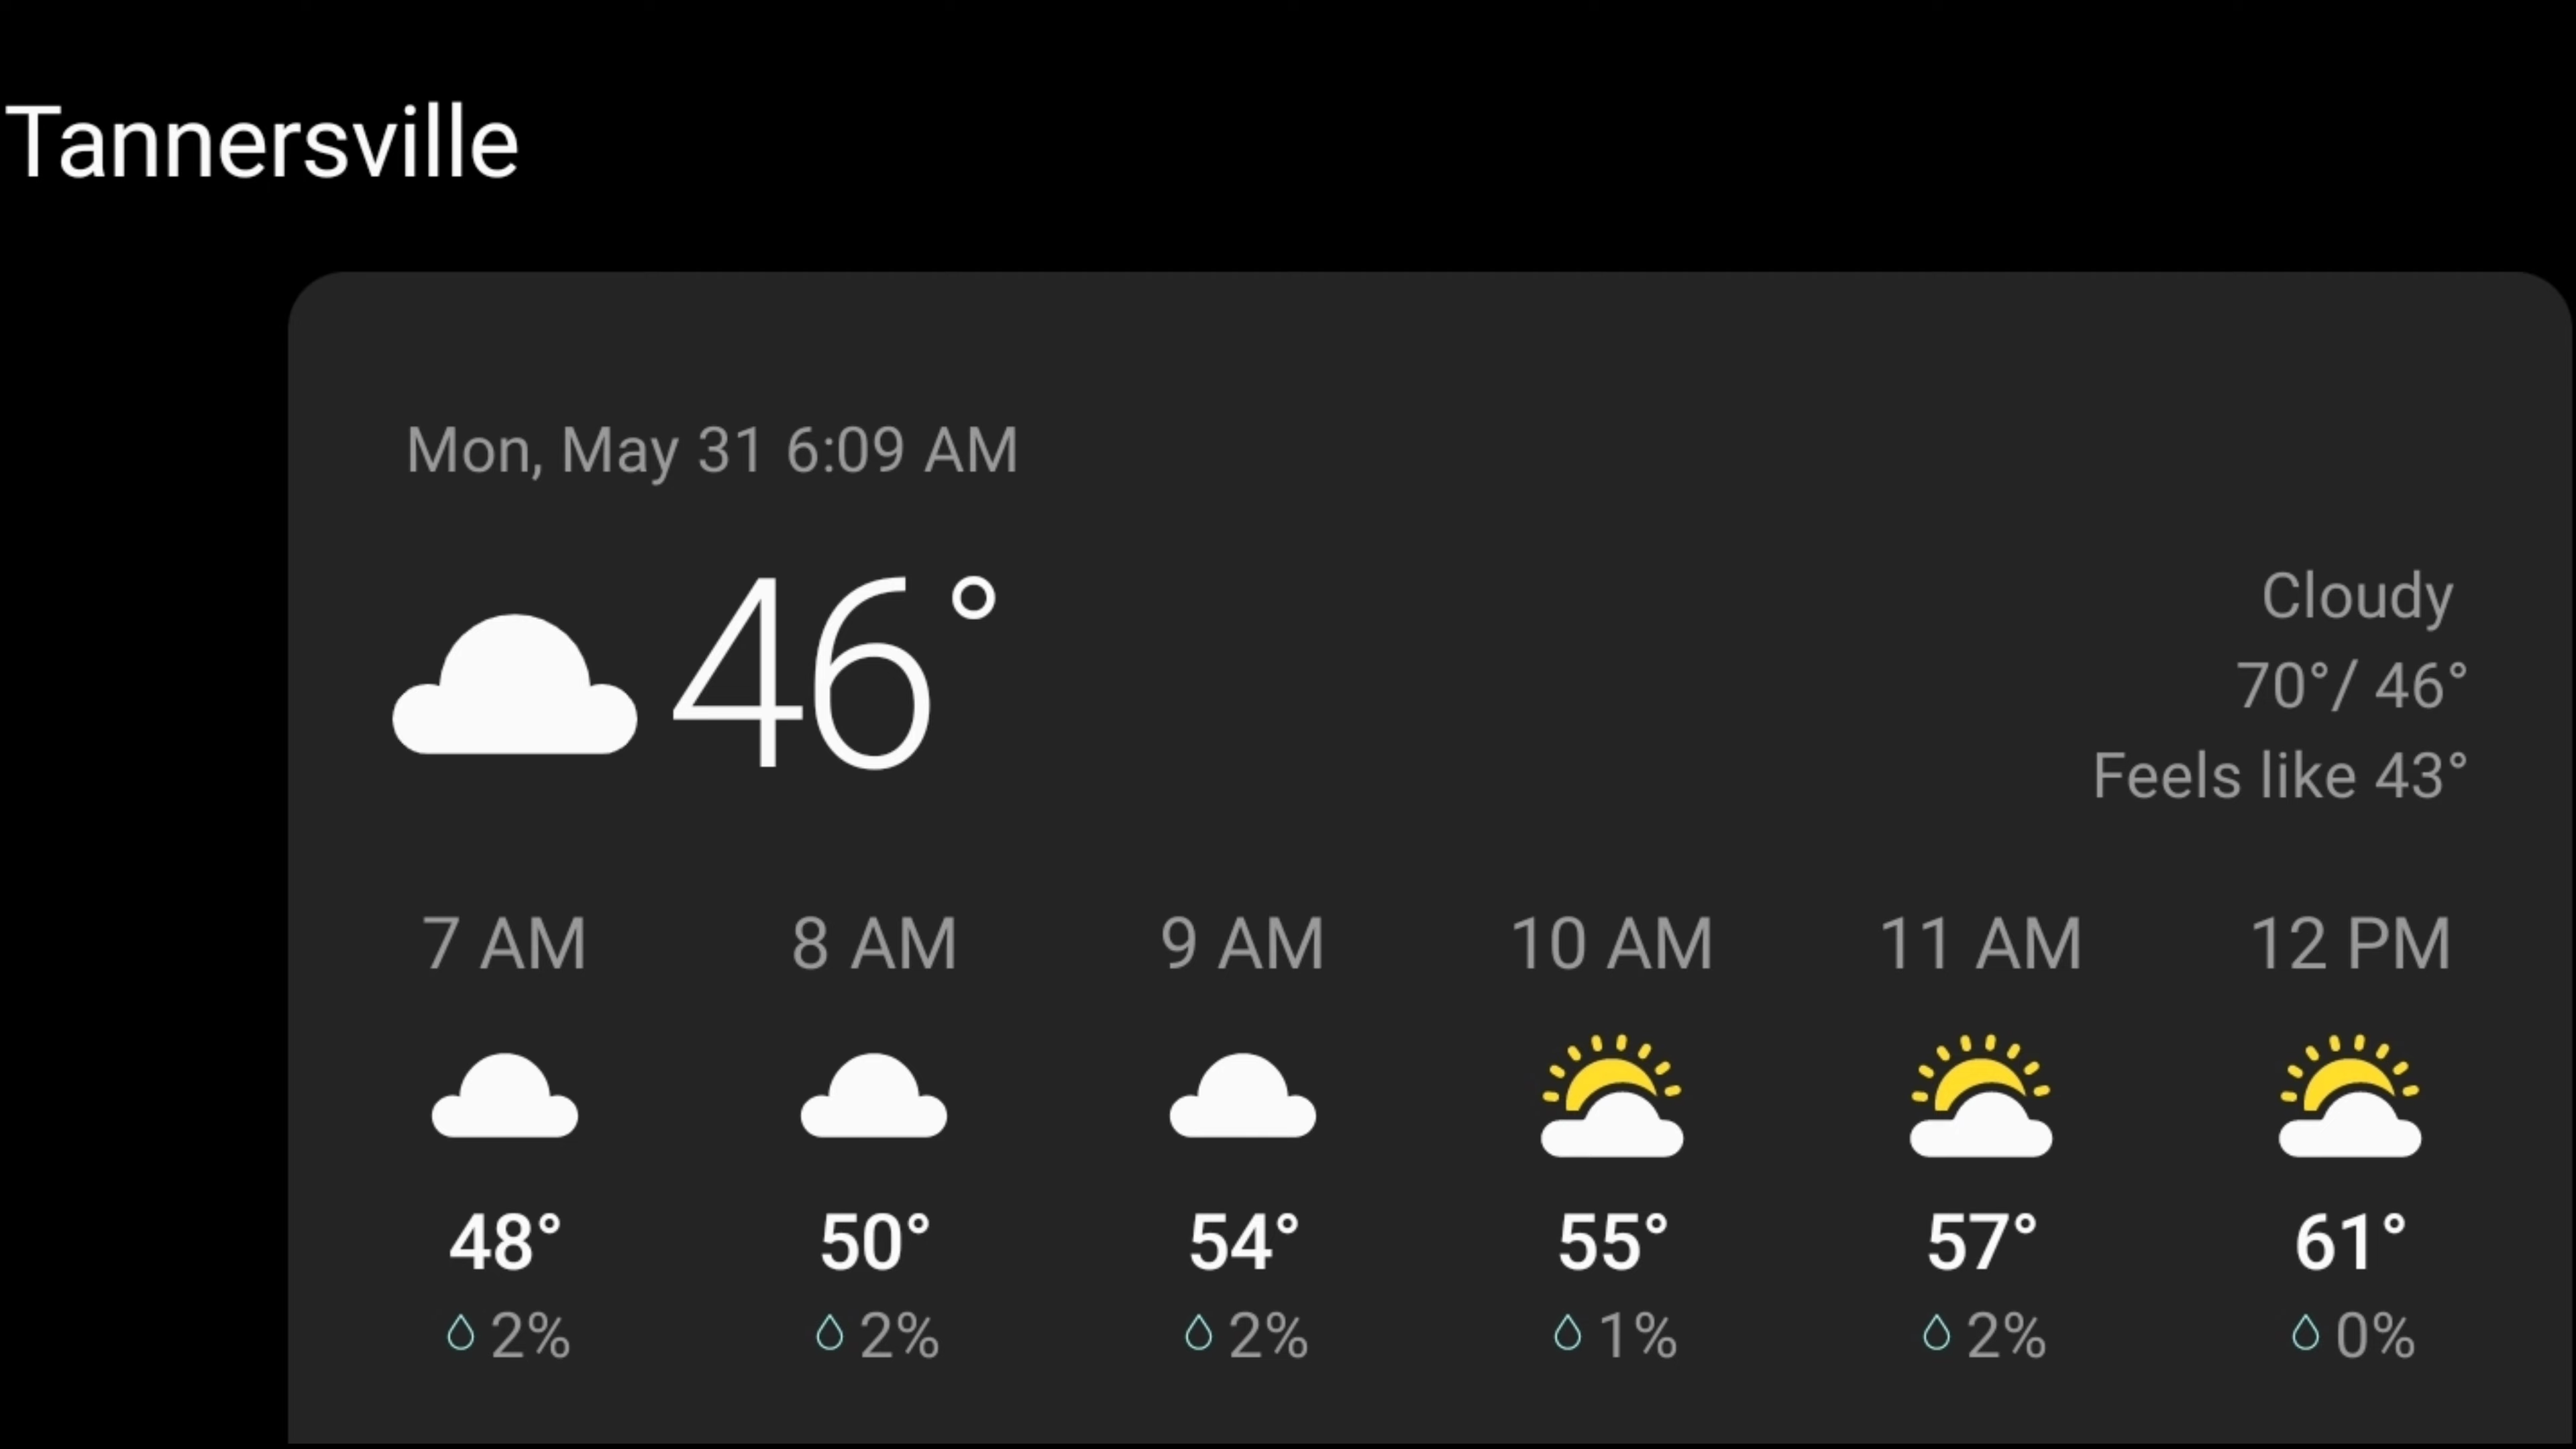 Tannersville
Mon, May 31 6:09 AM
46°
Cloudy
70°/ 46°
Feels like 43°
7 AM 8 AM 9 AM 10 AM 11 AM 12 PM
48° 50° 54° 55° 57° 61°
2% 2% 2% 1% 2% 0%